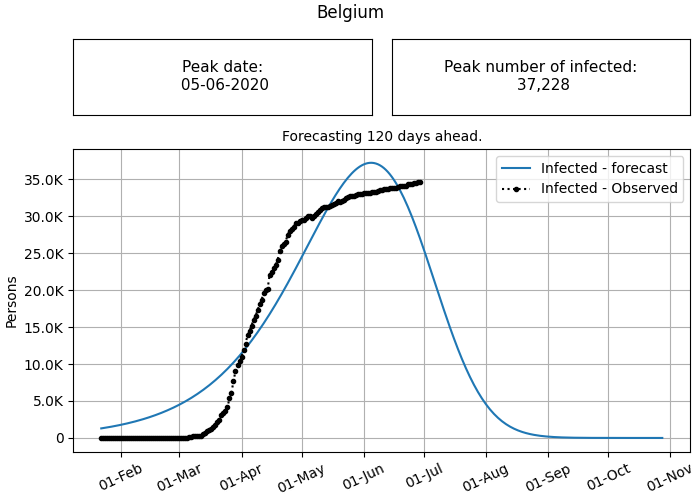 Belgium
Peak date:
05-06-2020
Peak number of infected:
37,228
Forecasting 120 days ahead.
Infected - forecast
Infected - Observed
Persons
35.0K
30.0K
25.0K
20.0K
15.0K
10.0K
5.0K
0
01-Feb
01-Mar
01-Apr
01-May
01-Jun
01-Jul
01-Aug
01-Sep
01-Oct
01-Nov